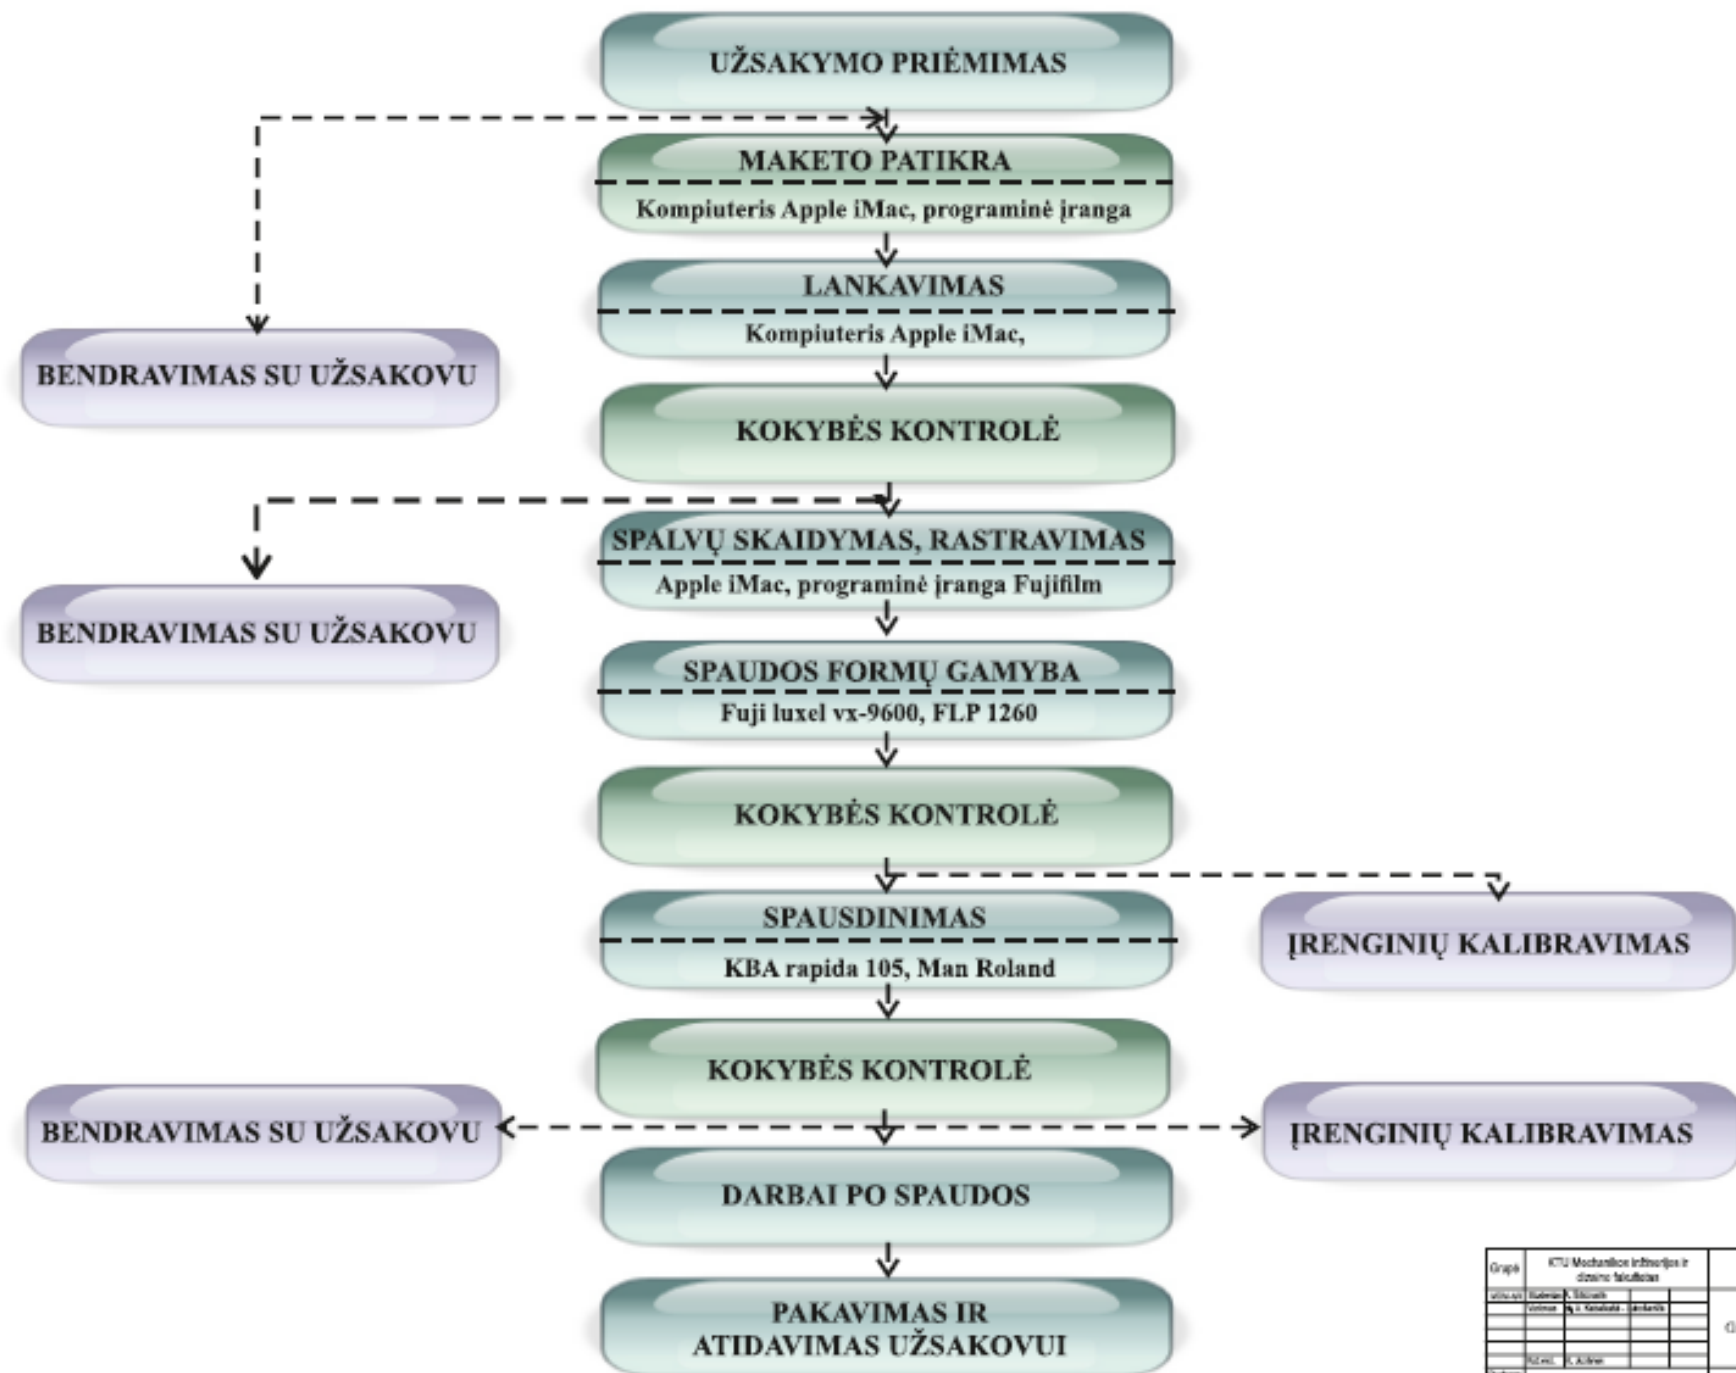 UŽSAKYMO PRIĖMIMAS
MAKETO PATIKRA
Kompiuteris Apple iMac, programinė įranga
LANKAVIMAS
Kompiuteris Apple iMac,
BENDRAVIMAS SU UŽSAKOVU
KOKYBĖS KONTROLĖ
SPALVŲ SKAIDYMAS, RASTRAVIMAS
Apple iMac, programinė įranga Fujifilm
BENDRAVIMAS SU UŽSAKOVU
SPAUDOS FORMŲ GAMYBA
Fuji luxel vx-9600, FLP 1260
KOKYBĖS KONTROLĖ
SPAUSDINIMAS
KBA rapida 105, Man Roland
ĮRENGINIŲ KALIBRAVIMAS
KOKYBĖS KONTROLĖ
BENDRAVIMAS SU UŽSAKOVU
ĮRENGINIŲ KALIBRAVIMAS
DARBAI PO SPAUDOS
PAKAVIMAS IR
ATIDAVIMAS UŽSAKOVUI
Grupė
KTU Mechanikos inžinerijos ir
dizaino fakultetas